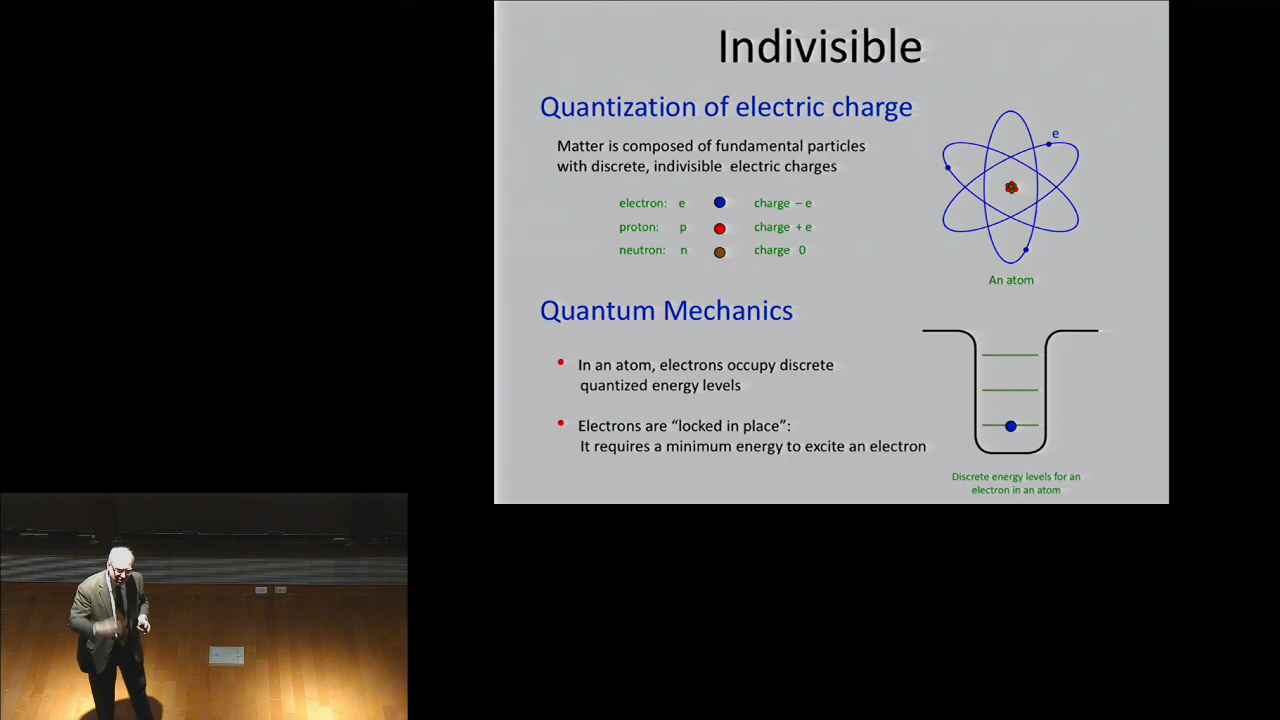 Indivisible
Quantization of electric charge
Matter is composed of fundamental particles
with discrete, indivisible electric charges
electron: e charge – e
proton: p charge + e
neutron: n charge 0
e
An atom
Quantum Mechanics
In an atom, electrons occupy discrete
quantized energy levels
Electrons are “locked in place”:
It requires a minimum energy to excite an electron
Discrete energy levels for an
electron in an atom